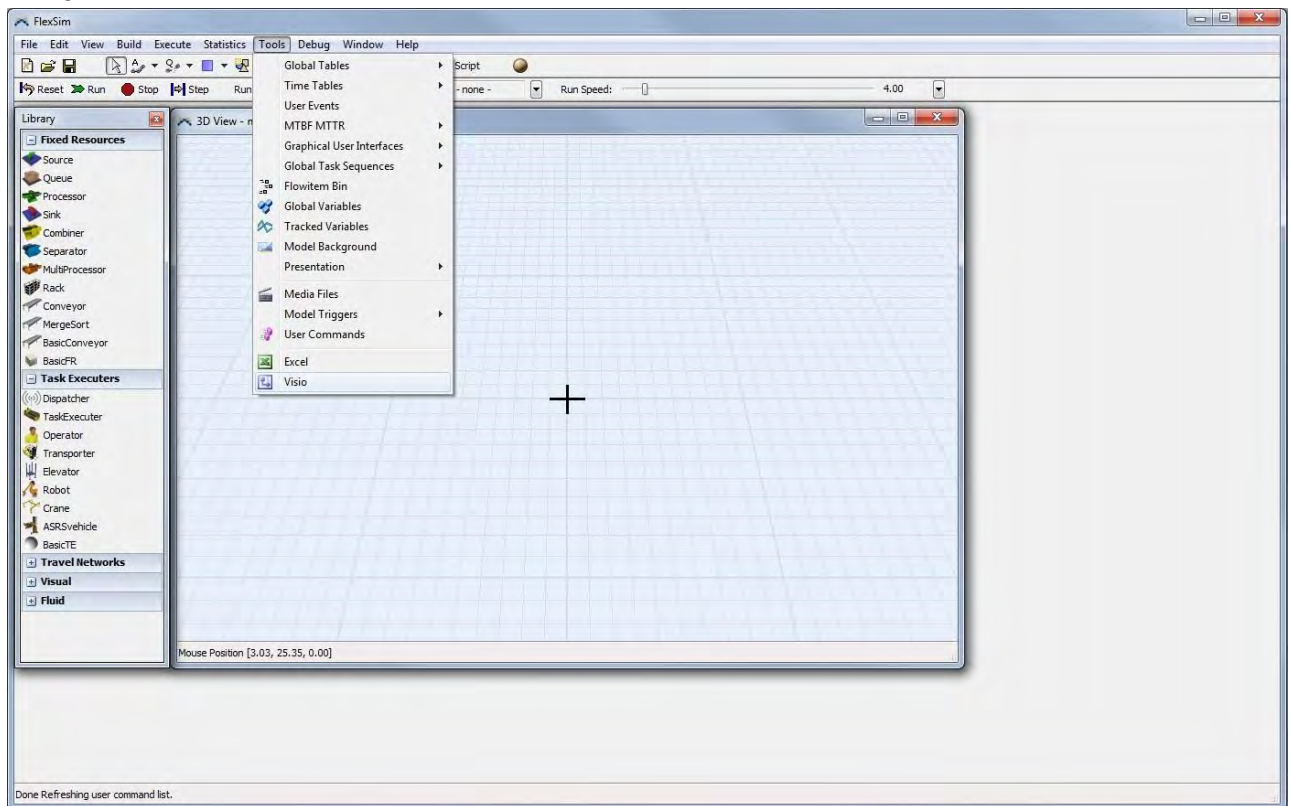 FlexSim
File Edit View Build Execute Statistics Tools Debug Window Help
Script
Reset Run Stop Step Run
- none - Run Speed: 4.00
Global Tables
Time Tables
User Events
MTBF MTTR
Graphical User Interfaces
Global Task Sequences
Flowitem Bin
Global Variables
Tracked Variables
Model Background
Presentation
Media Files
Model Triggers
User Commands
Excel
Visio
Library
Fixed Resources
Source
Queue
Processor
Sink
Combiner
Separator
MultiProcessor
Rack
Conveyor
MergeSort
BasicConveyor
BasicFR
Task Executers
Dispatcher
TaskExecuter
Operator
Transporter
Elevator
Robot
Crane
ASRSvehicle
BasicTE
Travel Networks
Visual
Fluid
3D View -
Mouse Position [3.03, 25.35, 0.00]
Done Refreshing user command list.